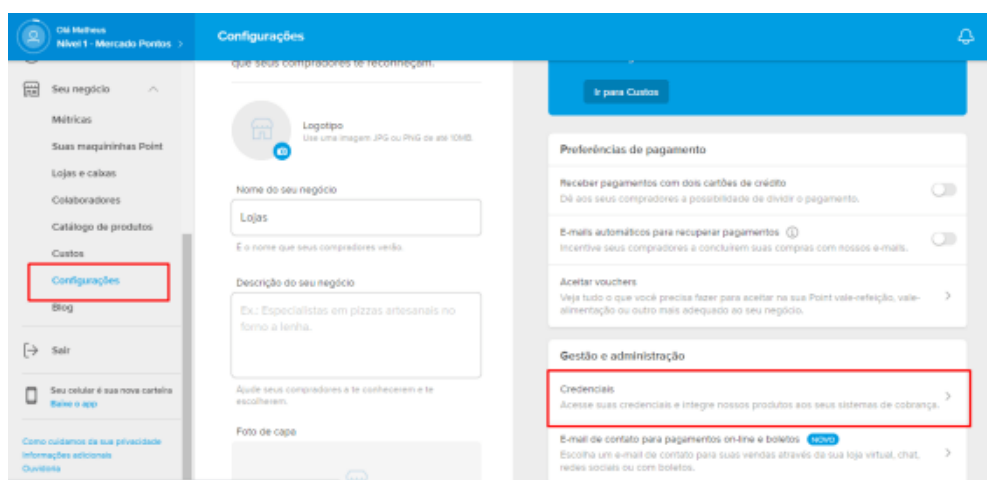 Olá Matheus
Nível 1 - Mercado Pontos >
Configurações
Seu negócio
Métricas
Suas maquininhas Point
Lojas e caixas
Colaboradores
Catálogo de produtos
Custos
Configurações
Blog
Sair
Seu celular é sua nova carteira
Baixe o app
Como cuidamos da sua privacidade
Informações adicionais
Ouvidoria
que seus compradores te reconheçam.
Logotipo
Use uma imagem JPG ou PNG de até 10MB.
Nome do seu negócio
Lojas
É o nome que seus compradores verão.
Descrição do seu negócio
Ex.: Especialistas em pizzas artesanais no
forno a lenha.
Ajude seus compradores a te conhecerem e te
escolherem.
Foto de capa
Ir para Custos
Preferências de pagamento
Receber pagamentos com dois cartões de crédito
Dê aos seus compradores a possibilidade de dividir o pagamento.
E-mails automáticos para recuperar pagamentos
Incentive seus compradores a concluírem suas compras com nossos e-mails.
Aceitar vouchers
Veja tudo o que você precisa fazer para aceitar na sua Point vale-refeição, vale-
alimentação ou outro mais adequado ao seu negócio.
Gestão e administração
Credenciais
Acesse suas credenciais e integre nossos produtos aos seus sistemas de cobrança.
E-mail de contato para pagamentos on-line e boletos NOVO
Escolha um e-mail de contato para suas vendas através da sua loja virtual, chat,
redes sociais ou com boletos.